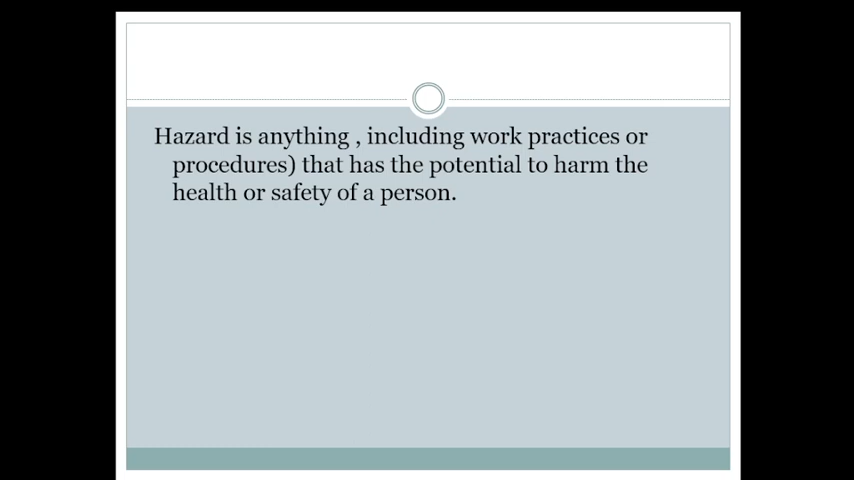 Hazard is anything , including work practices or
procedures) that has the potential to harm the
health or safety of a person.